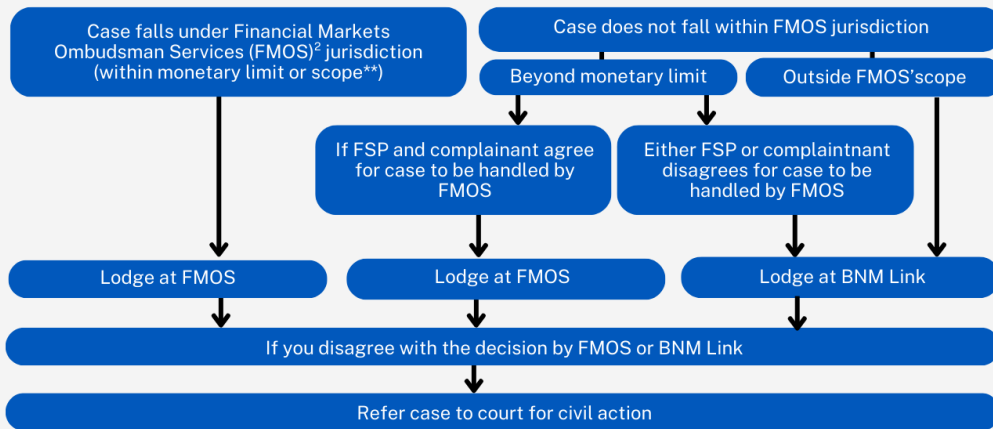 Case falls under Financial Markets
Ombudsman Services (FMOS)² jurisdiction
(within monetary limit or scope**)
Case does not fall within FMOS jurisdiction
Beyond monetary limit
Outside FMOS'scope
If FSP and complainant agree
for case to be handled by
FMOS
Either FSP or complaintnant
disagrees for case to be
handled by FMOS
Lodge at FMOS
Lodge at FMOS
Lodge at BNM Link
If you disagree with the decision by FMOS or BNM Link
Refer case to court for civil action